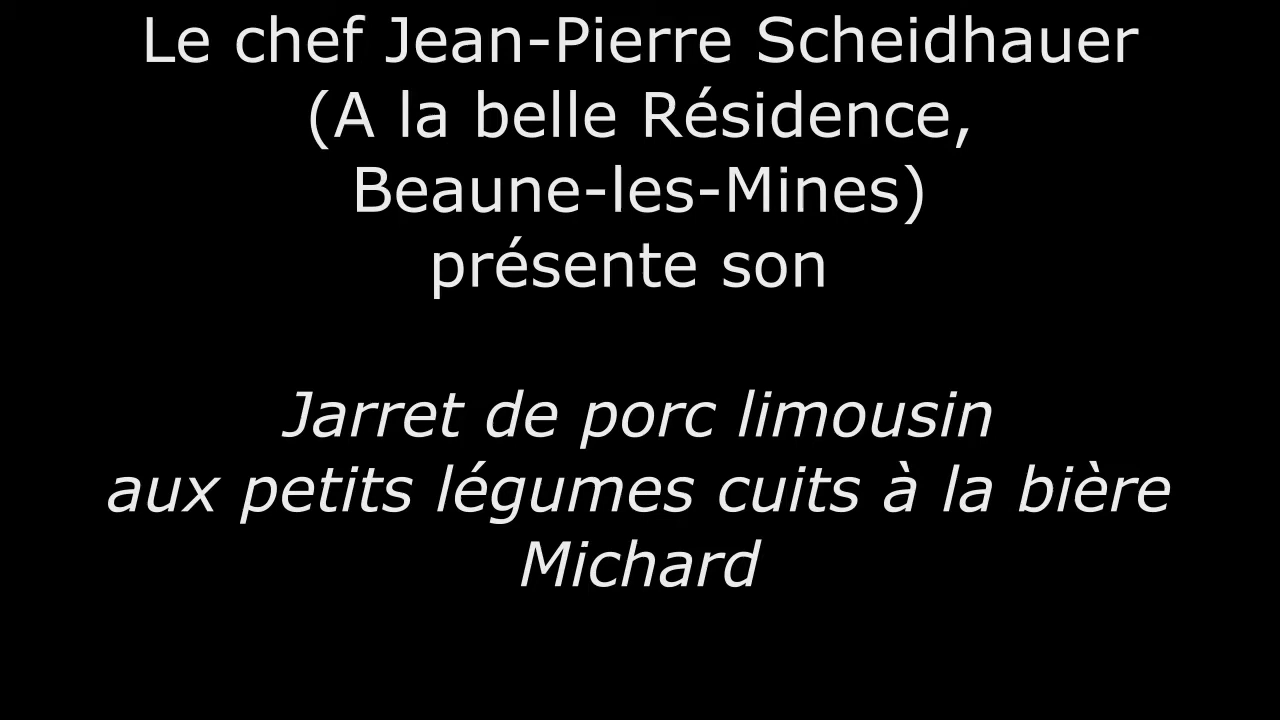 Le chef Jean-Pierre Scheidhauer
(A la belle Résidence,
Beaune-les-Mines)
présente son
Jarret de porc limousin
aux petits légumes cuits à la bière
Michard